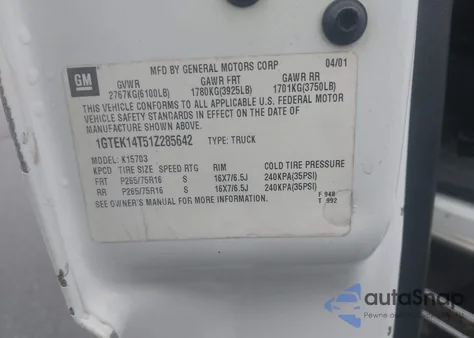 GM
MFD BY GENERAL MOTORS CORP 04/01
GVWR GAWR FRT GAWR RR
2767KG(6100LB) 1780KG(3925LB) 1701KG(3750LB)
THIS VEHICLE CONFORMS TO ALL APPLICABLE U.S. FEDERAL MOTOR
VEHICLE SAFETY STANDARDS IN EFFECT ON THE DATE
OF MANUFACTURE SHOWN ABOVE.
1GTEK14T51Z285642 TYPE: TRUCK
MODEL: K15703
KPCD TIRE SIZE SPEED RTG RIM COLD TIRE PRESSURE
FRT P265/75R16 S 16X7/6.5J 240KPA(35PSI)
RR P265/75R16 S 16X7/6.5J 240KPA(35PSI)
SEE OWNER'S MANUAL FOR MORE INFORMATION.
F 948
T 992
autoSnap